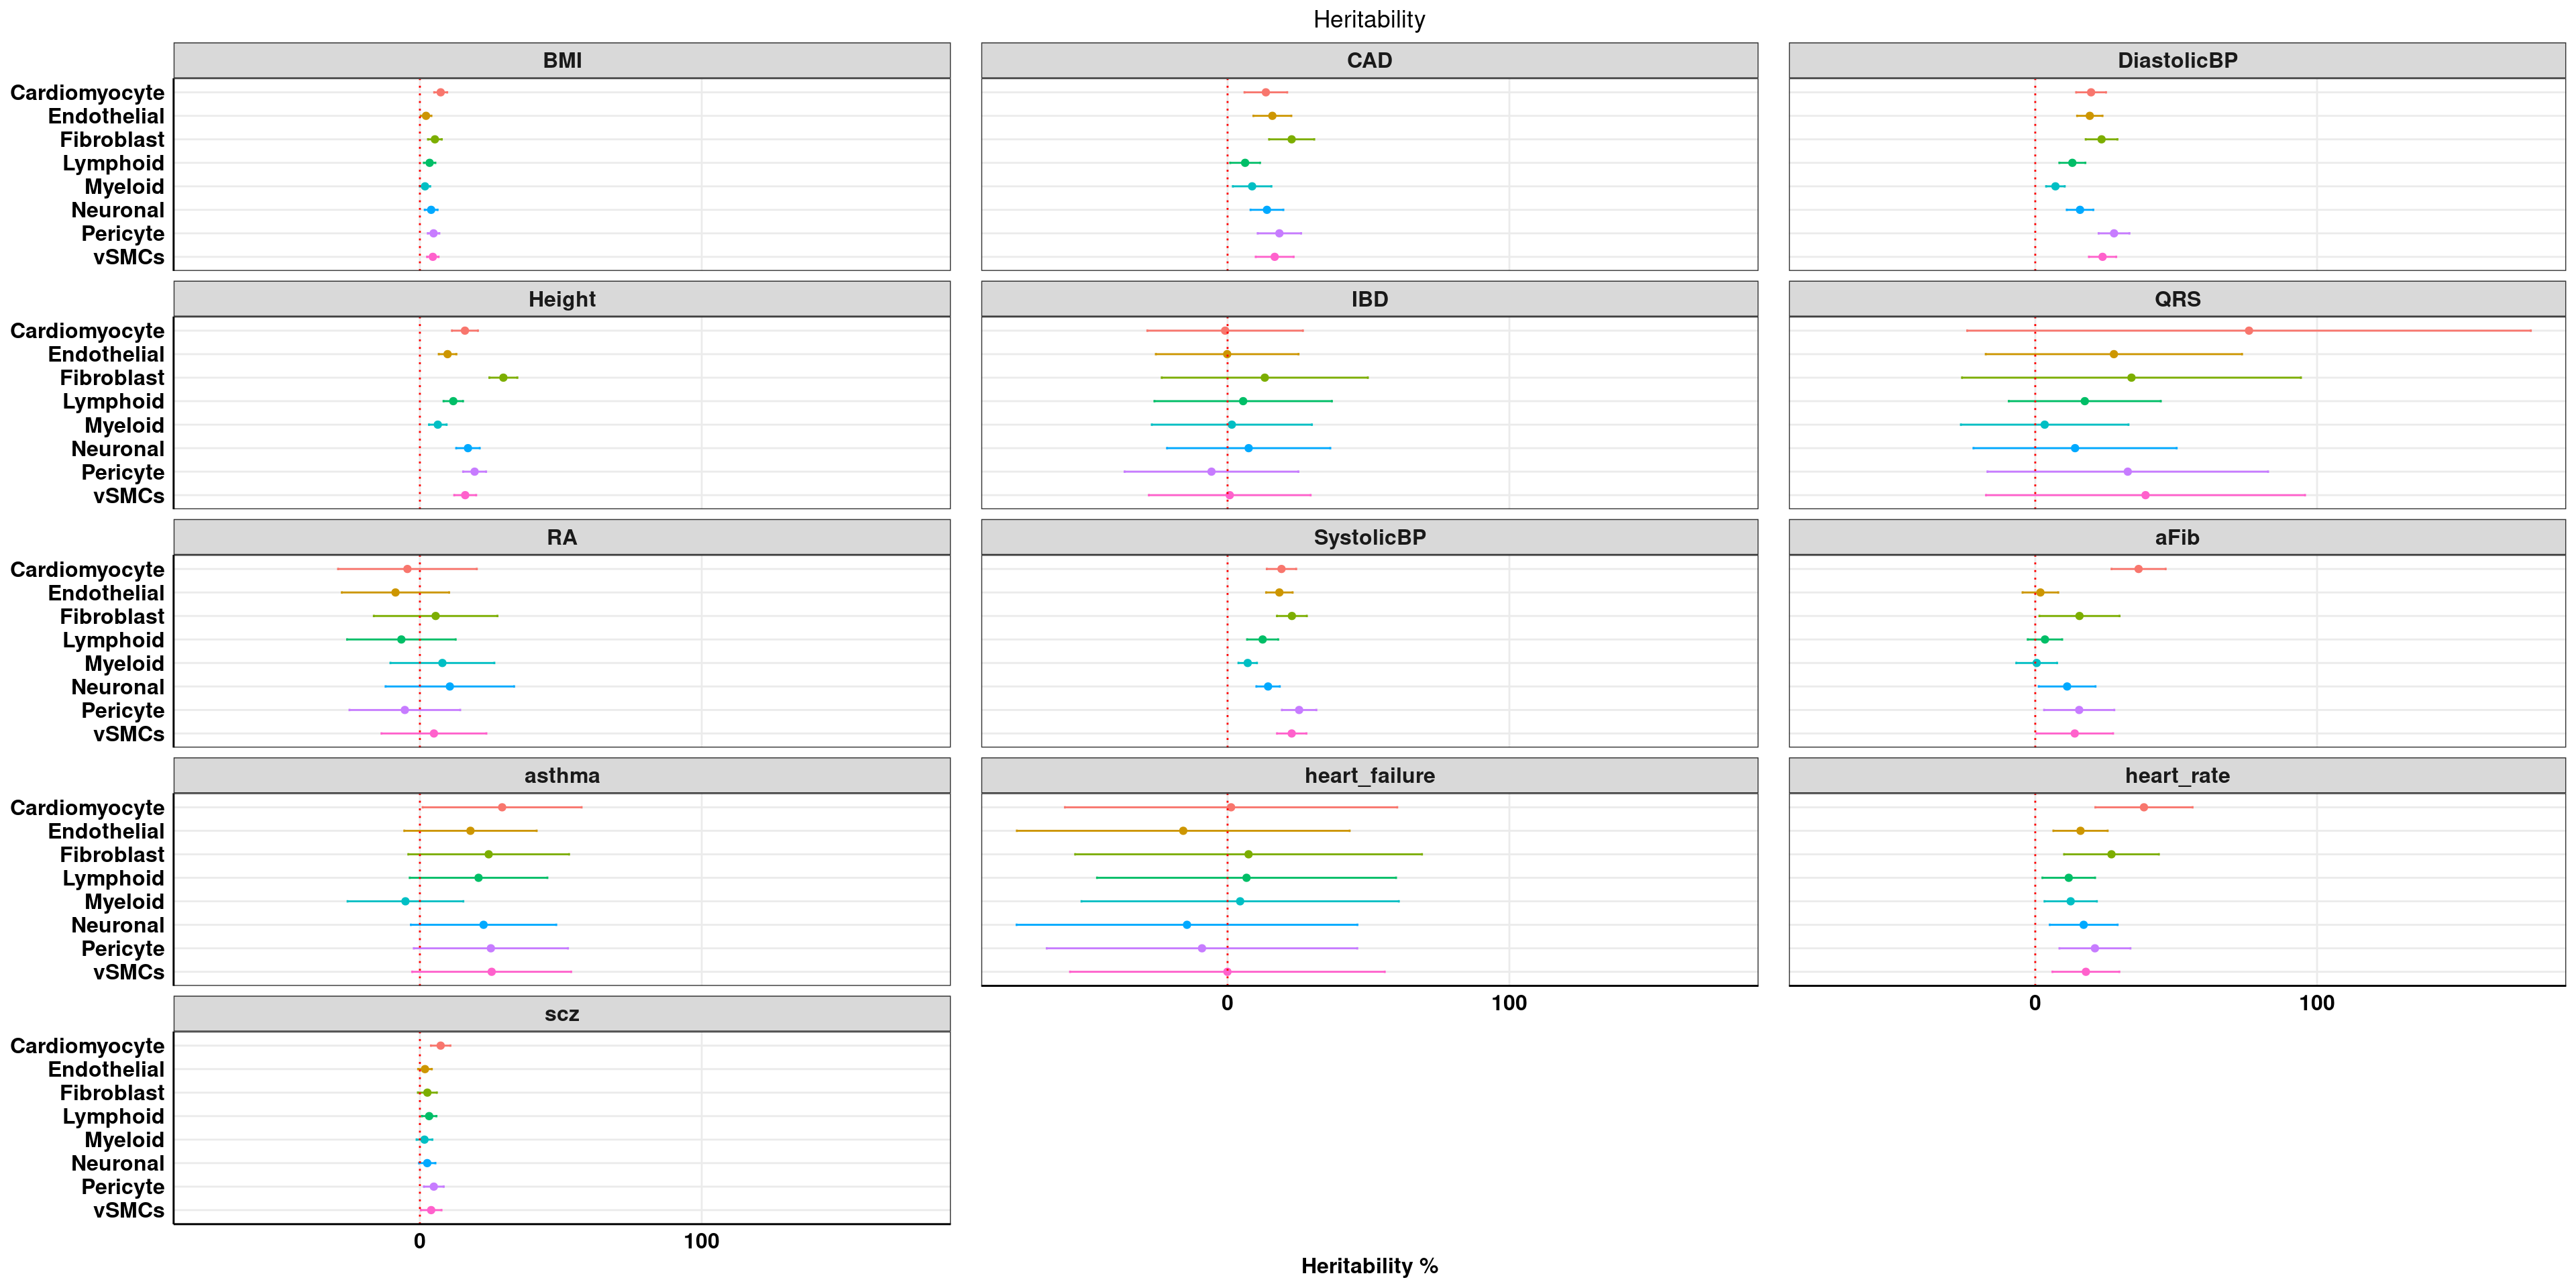 Heritability
BMI
CAD
DiastolicBP
Cardiomyocyte
Endothelial
Fibroblast
Lymphoid
Myeloid
Neuronal
Pericyte
vSMCs
Height
IBD
QRS
Cardiomyocyte
Endothelial
Fibroblast
Lymphoid
Myeloid
Neuronal
Pericyte
vSMCs
RA
SystolicBP
aFib
Cardiomyocyte
Endothelial
Fibroblast
Lymphoid
Myeloid
Neuronal
Pericyte
vSMCs
asthma
heart_failure
heart_rate
Cardiomyocyte
Endothelial
Fibroblast
Lymphoid
Myeloid
Neuronal
Pericyte
vSMCs
0 100 0 100
scz
Cardiomyocyte
Endothelial
Fibroblast
Lymphoid
Myeloid
Neuronal
Pericyte
vSMCs
0 100
Heritability %